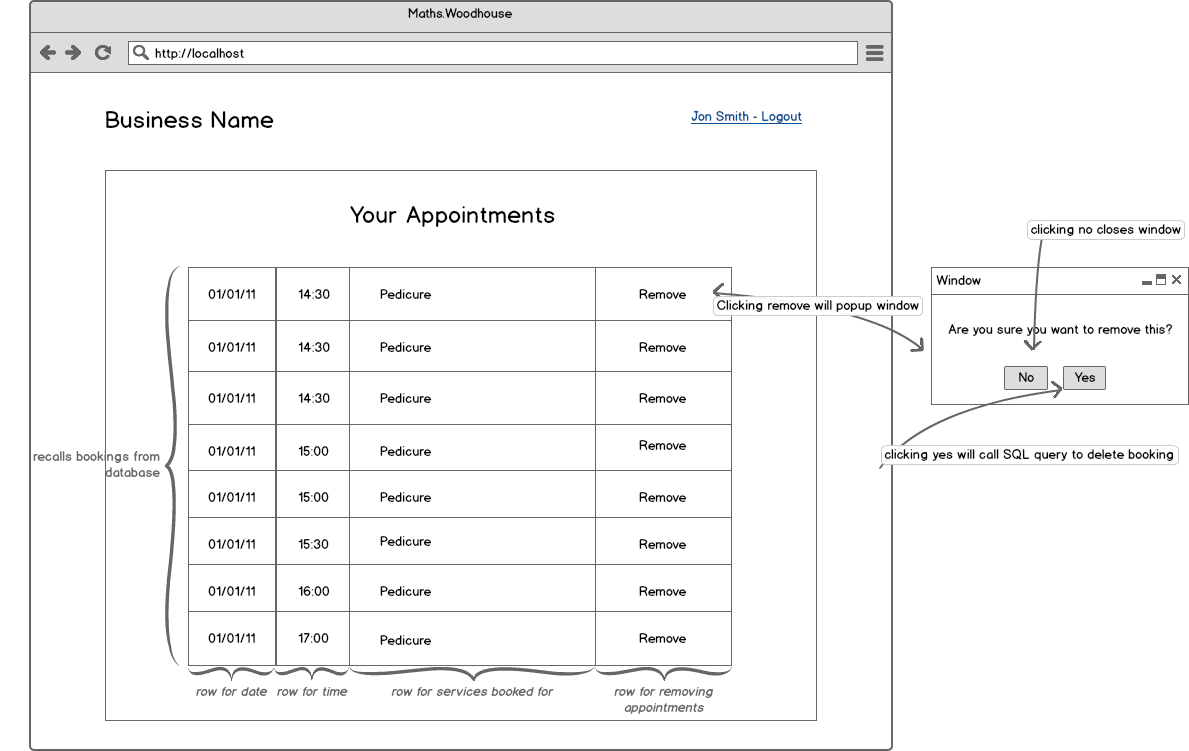 Maths.Woodhouse
http://localhost
Business Name
Jon Smith - Logout
Your Appointments
01/01/11 14:30 Pedicure Remove
01/01/11 14:30 Pedicure Remove
01/01/11 14:30 Pedicure Remove
01/01/11 15:00 Pedicure Remove
01/01/11 15:00 Pedicure Remove
01/01/11 15:30 Pedicure Remove
01/01/11 16:00 Pedicure Remove
01/01/11 17:00 Pedicure Remove
recalls bookings from
database
row for date
row for time
row for services booked for
row for removing
appointments
Clicking remove will popup window
clicking no closes window
Window
Are you sure you want to remove this?
No Yes
clicking yes will call SQL query to delete booking